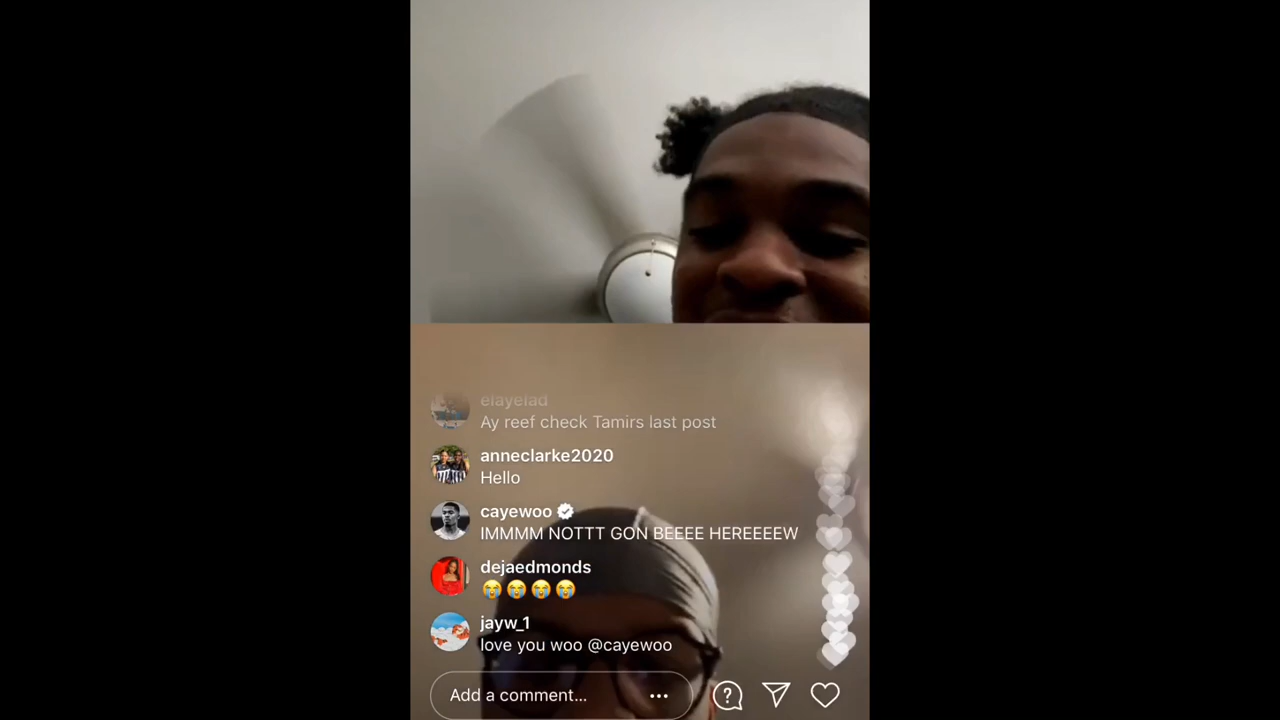 elayelad
Ay reef check Tamirs last post
anneclarke2020
Hello
cayewoo
IMMMM NOTTT GON BEEEE HEREEEEW
dejaedmonds
😭😭😭😭
jayw_1
love you woo @cayewoo
Add a comment...